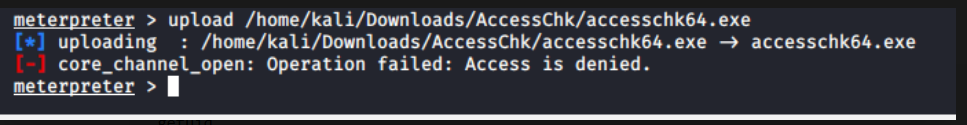 meterpreter > upload /home/kali/Downloads/AccessChk/accesschk64.exe
[*] uploading  : /home/kali/Downloads/AccessChk/accesschk64.exe → accesschk64.exe
[-] core_channel_open: Operation failed: Access is denied.
meterpreter >